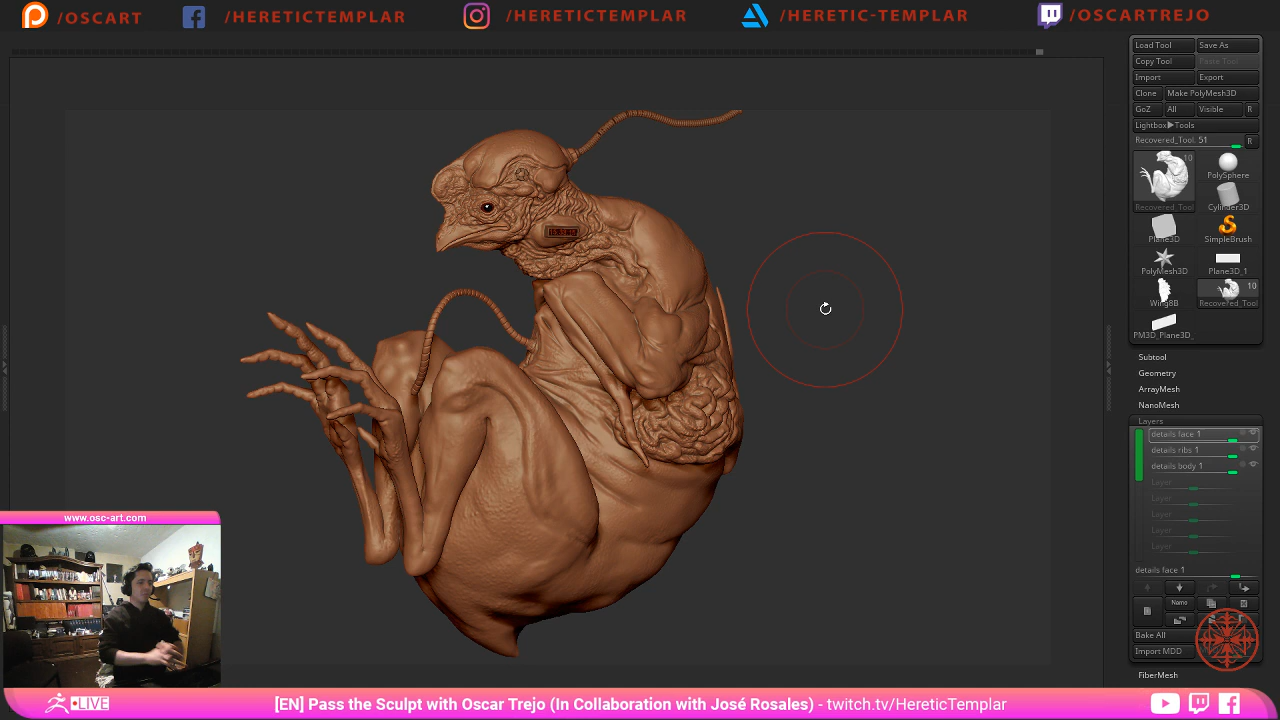 /OSCART
/HERETICTEMPLAR
/HERETICTEMPLAR
/HERETIC-TEMPLAR
/OSCARTREJO
Load Tool
Save As
Copy Tool
Paste Tool
Import
Export
Clone
Make PolyMesh3D
GoZ
All
Visible
R
Lightbox▶Tools
Recovered_Tool. 51
R
10
PolySphere
Recovered_Tool
Cylinder3D
Plane3D
SimpleBrush
PolyMesh3D
Plane3D_1
10
Wing8B
Recovered_Tool
PM3D_Plane3D_
Subtool
Geometry
ArrayMesh
NanoMesh
Layers
details face 1
details ribs 1
details body 1
Layer
Layer
Layer
Layer
Layer
details face 1
Name
Bake All
Import MDD
FiberMesh
www.osc-art.com
LIVE
[EN] Pass the Sculpt with Oscar Trejo (In Collaboration with José Rosales) - twitch.tv/HereticTemplar